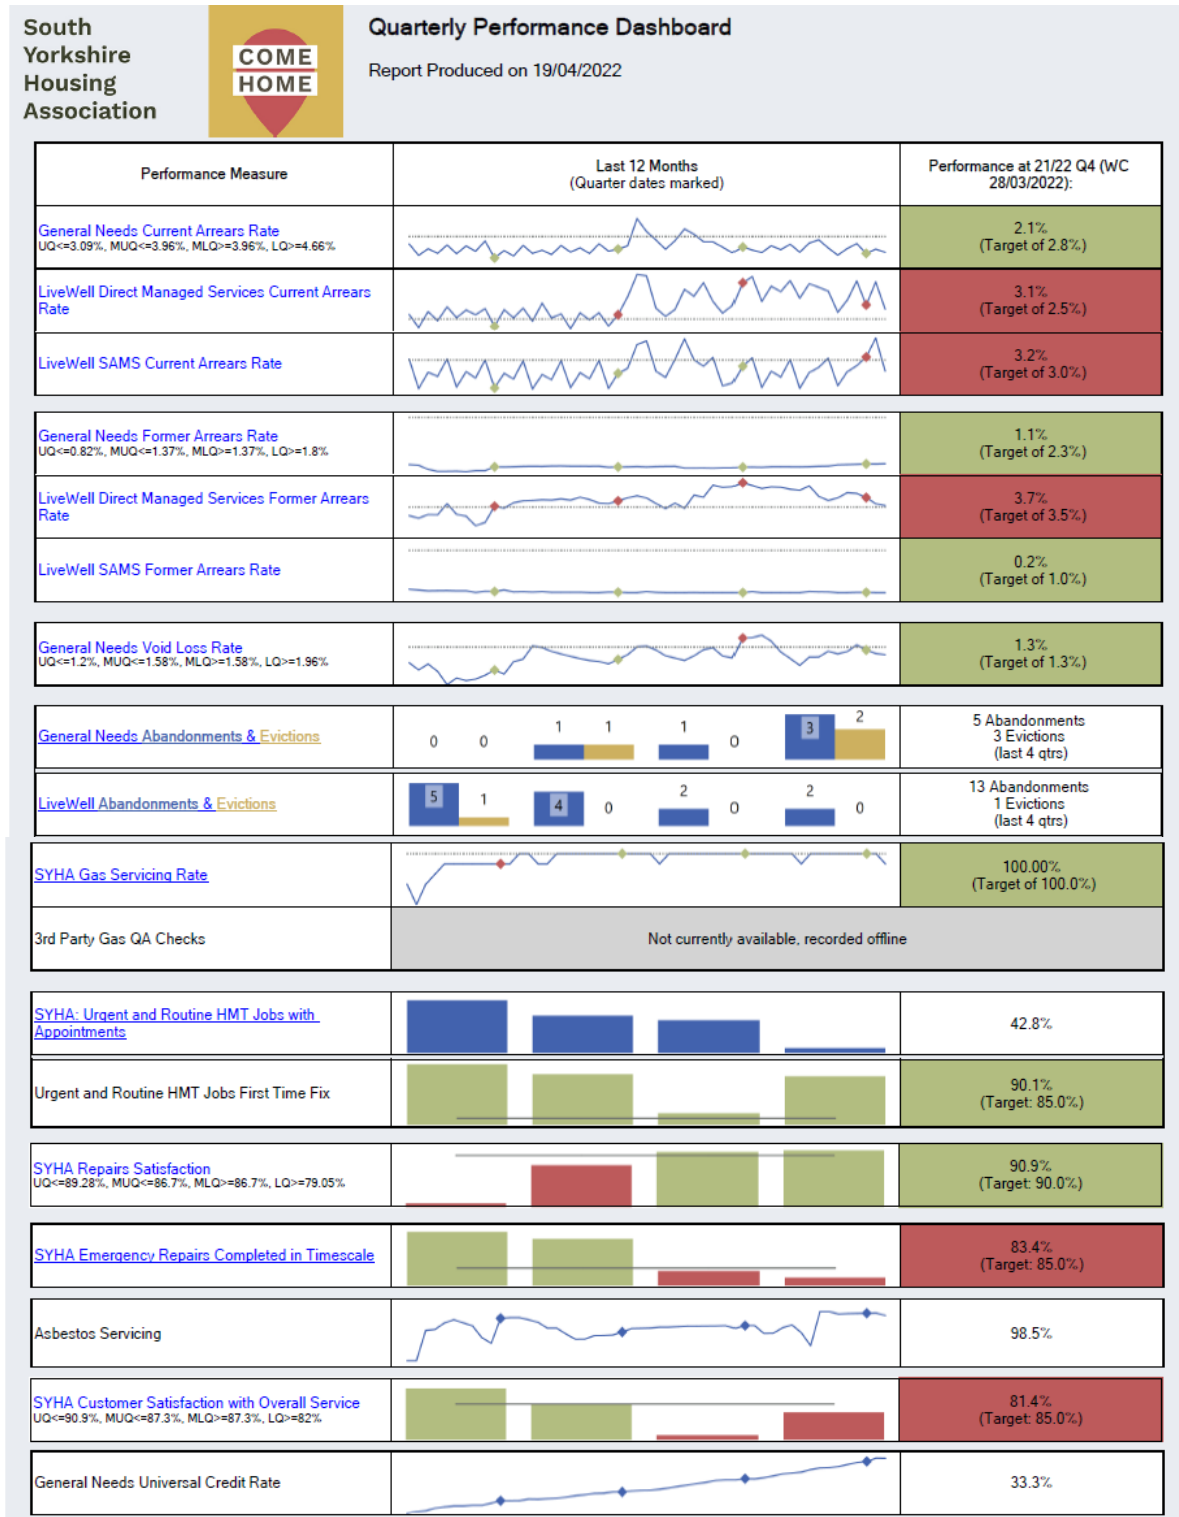 South
Yorkshire
Housing
Association
COME
HOME
Quarterly Performance Dashboard
Report Produced on 19/04/2022
Performance Measure
Last 12 Months
(Quarter dates marked)
Performance at 21/22 Q4 (WC
28/03/2022):
General Needs Current Arrears Rate
UQ<=3.09%, MUQ<=3.96%, MLQ>=3.96%, LQ>=4.66%
2.1%
(Target of 2.8%)
LiveWell Direct Managed Services Current Arrears
Rate
3.1%
(Target of 2.5%)
LiveWell SAMS Current Arrears Rate
3.2%
(Target of 3.0%)
General Needs Former Arrears Rate
UQ<=0.82%, MUQ<=1.37%, MLQ>=1.37%, LQ>=1.8%
1.1%
(Target of 2.3%)
LiveWell Direct Managed Services Former Arrears
Rate
3.7%
(Target of 3.5%)
LiveWell SAMS Former Arrears Rate
0.2%
(Target of 1.0%)
General Needs Void Loss Rate
UQ<=1.2%, MUQ<=1.58%, MLQ>=1.58%, LQ>=1.96%
1.3%
(Target of 1.3%)
General Needs Abandonments & Evictions
0 0 1 1 1 0 3 2
5 Abandonments
3 Evictions
(last 4 qtrs)
LiveWell Abandonments & Evictions
5 1 4 0 2 0 2 0
13 Abandonments
1 Evictions
(last 4 qtrs)
SYHA Gas Servicing Rate
100.00%
(Target of 100.0%)
3rd Party Gas QA Checks
Not currently available, recorded offline
SYHA: Urgent and Routine HMT Jobs with
Appointments
42.8%
Urgent and Routine HMT Jobs First Time Fix
90.1%
(Target: 85.0%)
SYHA Repairs Satisfaction
UQ<=89.28%, MUQ<=86.7%, MLQ>=86.7%, LQ>=79.05%
90.9%
(Target: 90.0%)
SYHA Emergency Repairs Completed in Timescale
83.4%
(Target: 85.0%)
Asbestos Servicing
98.5%
SYHA Customer Satisfaction with Overall Service
UQ<=90.9%, MUQ<=87.3%, MLQ>=87.3%, LQ>=82%
81.4%
(Target: 85.0%)
General Needs Universal Credit Rate
33.3%